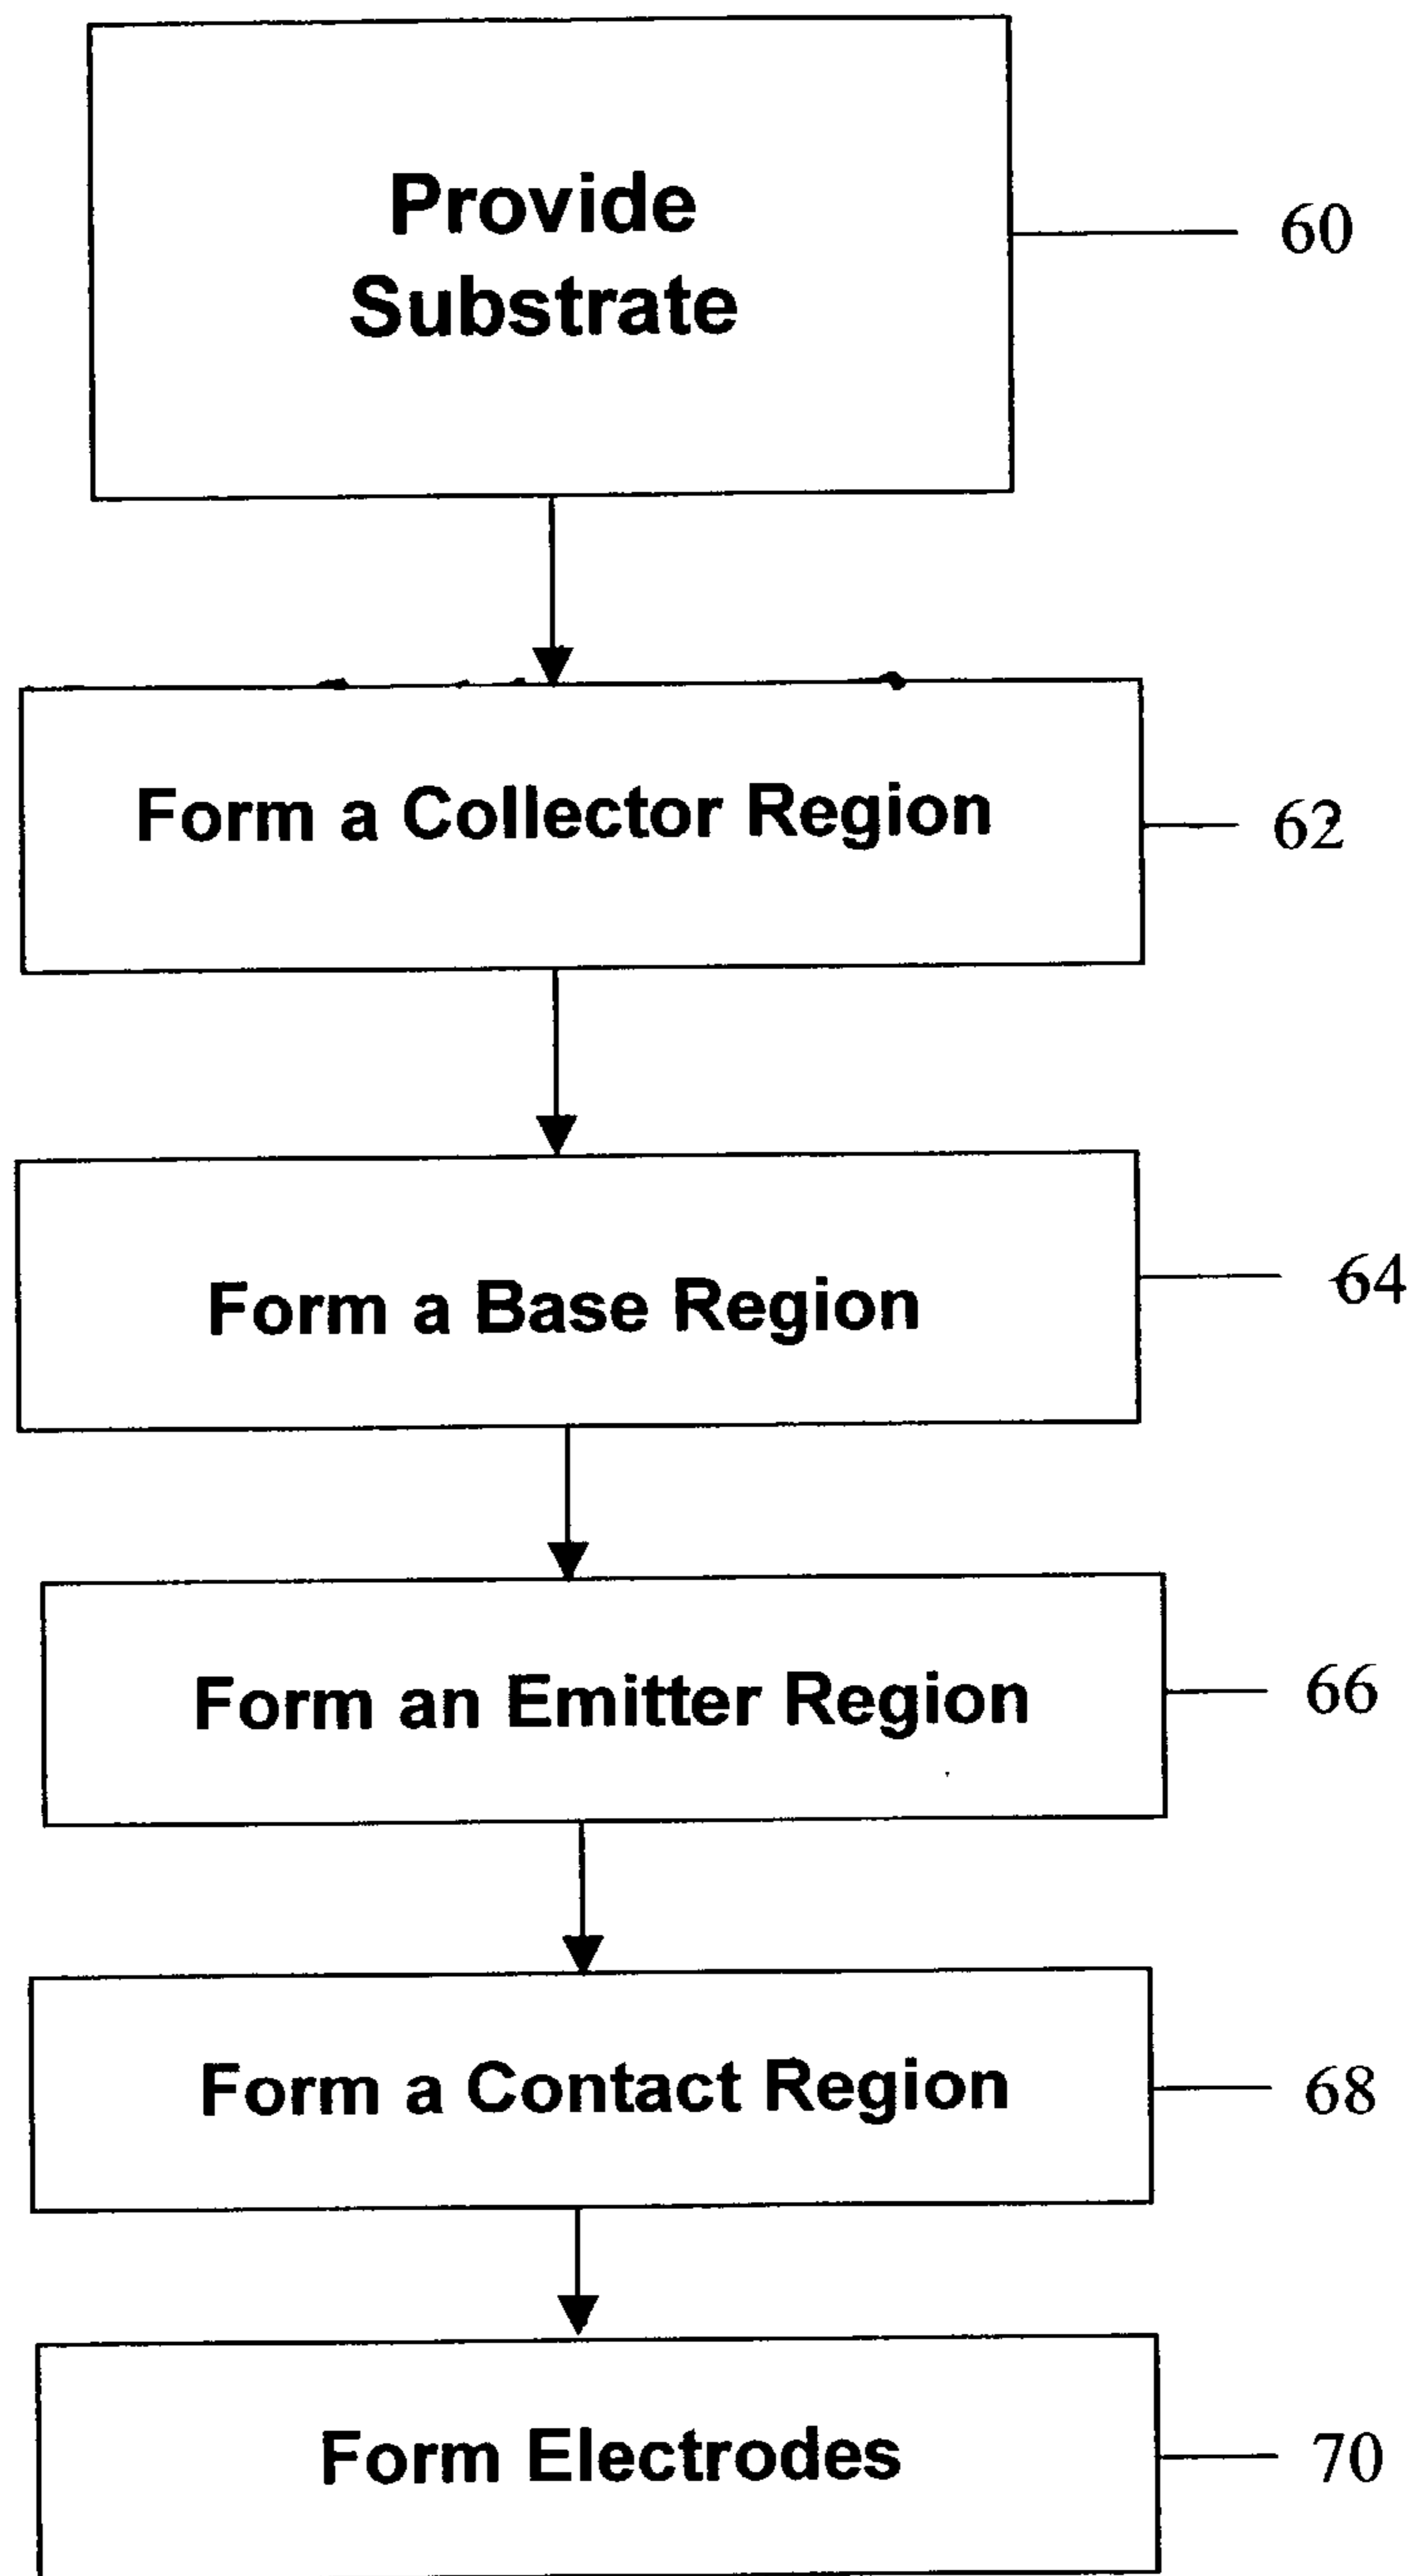 Provide
Substrate
60
Form a Collector Region
62
Form a Base Region
64
Form an Emitter Region
66
Form a Contact Region
68
Form Electrodes
70